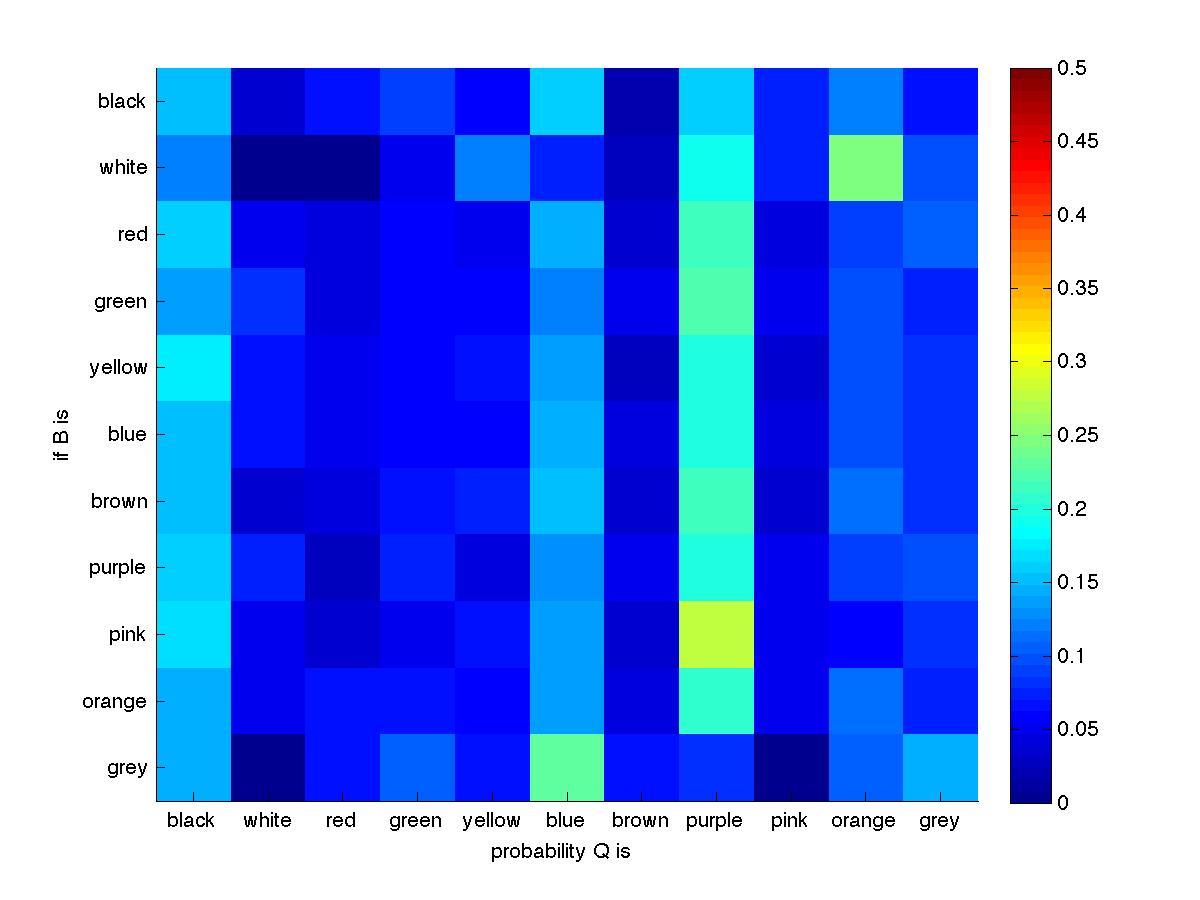 black
white
red
green
yellow
blue
brown
purple
pink
orange
grey
if B is
black white red green yellow blue brown purple pink orange grey
probability Q is
0.5
0.45
0.4
0.35
0.3
0.25
0.2
0.15
0.1
0.05
0